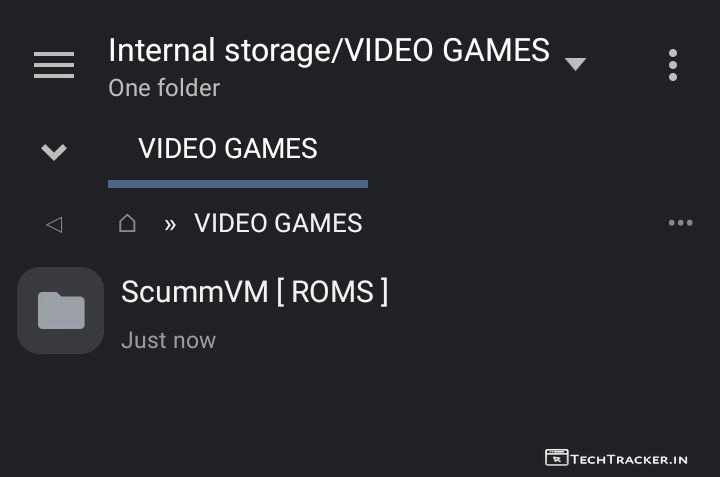 Internal storage/VIDEO GAMES
One folder
VIDEO GAMES
» VIDEO GAMES
ScummVM [ ROMS ]
Just now
TECHTRACKER.IN